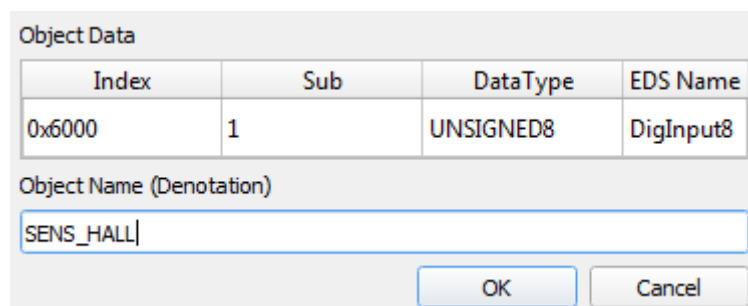 Object Data
Index Sub DataType EDS Name
0x6000 1 UNSIGNED8 DigInput8
Object Name (Denotation)
SENS_HALL
OK Cancel